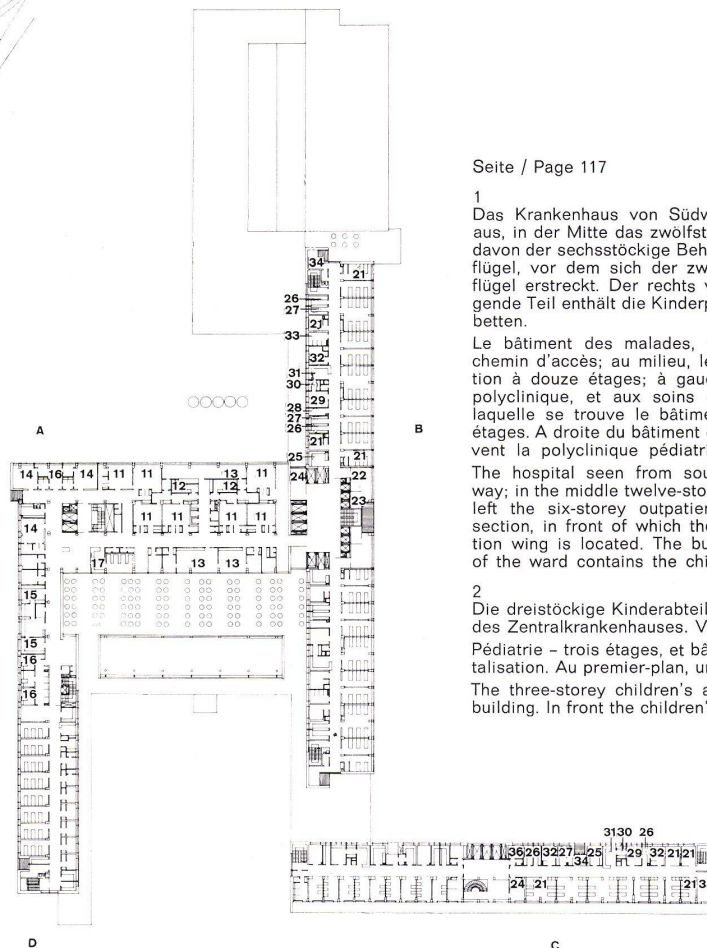 Seite / Page 117
1
Das Krankenhaus von Südw
aus, in der Mitte das zwölfst
davon der sechsstöckige Beh
flügel, vor dem sich der zw
flügel erstreckt. Der rechts v
gende Teil enthält die Kinderp
betten.
Le bâtiment des malades,
chemin d'accès; au milieu, le
tion à douze étages; à gauc
polyclinique, et aux soins
laquelle se trouve le bâtime
étages. A droite du bâtiment
vent la polyclinique pédiatri
The hospital seen from sou
way; in the middle twelve-sto
left the six-storey outpatien
section, in front of which the
tion wing is located. The bu
of the ward contains the chi
2
Die dreistöckige Kinderabteil
des Zentralkrankenhauses. V
Pédiatrie – trois étages, et bâ
talisation. Au premier-plan, u
The three-storey children's a
building. In front the children'
34
21
26
27
21
33
32
31
30
29
28
27
26
21
25
21
24
22
23
A
B
14 16 14 11 11 13 11
12 12
11 11 11 11
14
17 13 13
15
15
16
16
31 30 26
36 26 32 27 34 25 29 32 21 21
24 21 21 3
D
C